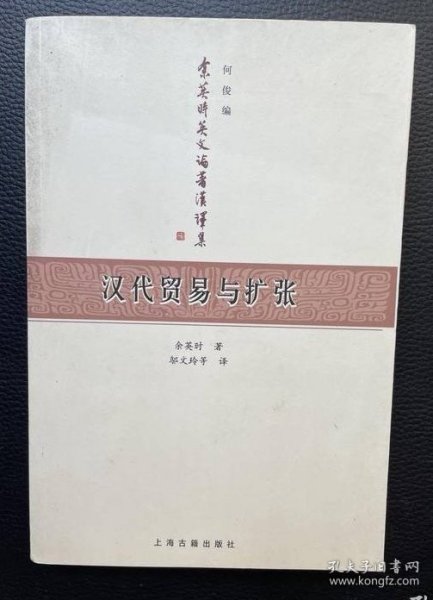 何俊编
余英时英文论著汉译集
汉代贸易与扩张
余英时 著
邬文玲等 译
上海古籍出版社
孔夫子旧书网
www.kongfz.com